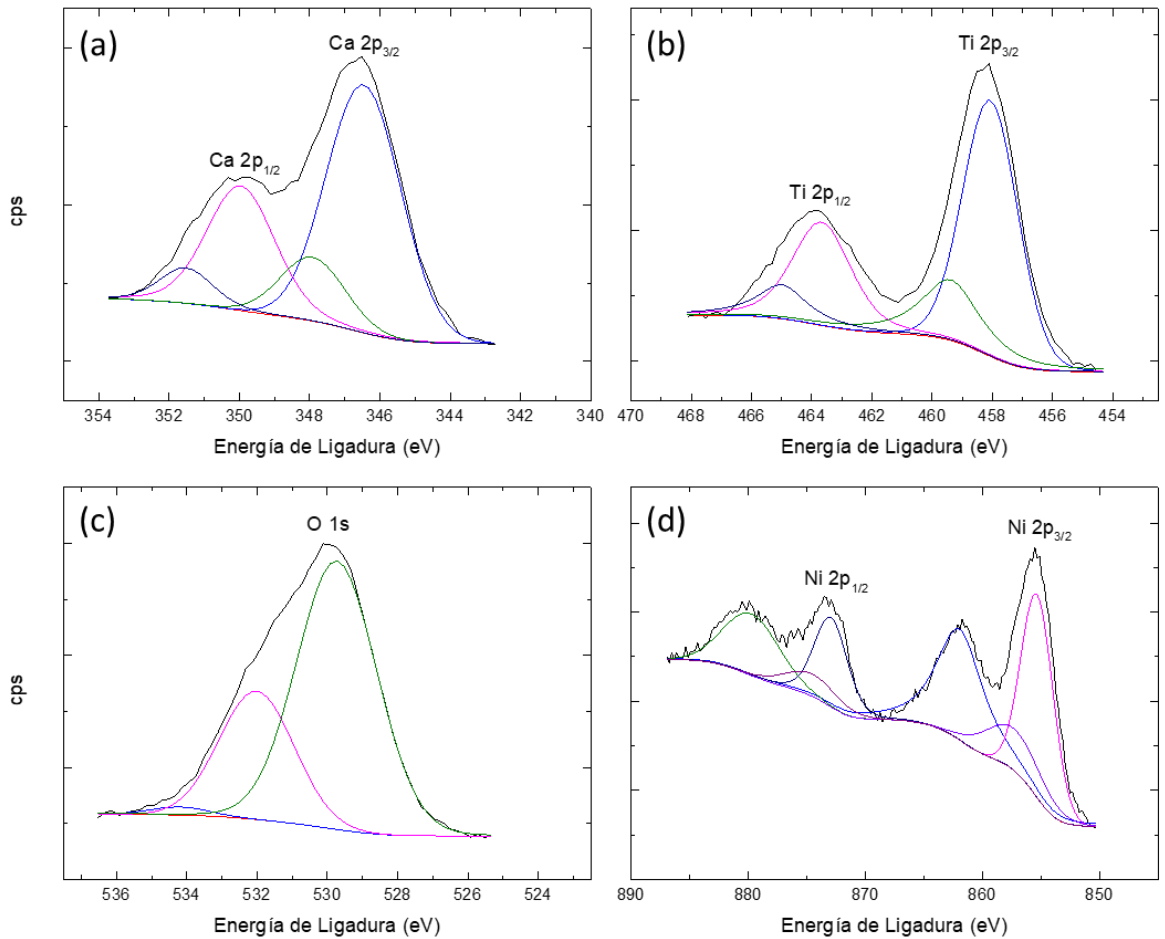 (a)
Ca 2p3/2
Ca 2p1/2
cps
354 352 350 348 346 344 342 340
Energía de Ligadura (eV)
(b)
Ti 2p3/2
Ti 2p1/2
470 468 466 464 462 460 458 456 454
Energía de Ligadura (eV)
(c)
O 1s
cps
536 534 532 530 528 526 524
Energía de Ligadura (eV)
(d)
Ni 2p3/2
Ni 2p1/2
890 880 870 860 850
Energía de Ligadura (eV)